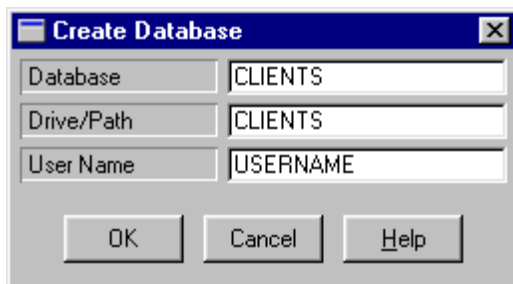 Create Database
Database CLIENTS
Drive/Path CLIENTS
User Name USERNAME
OK Cancel Help